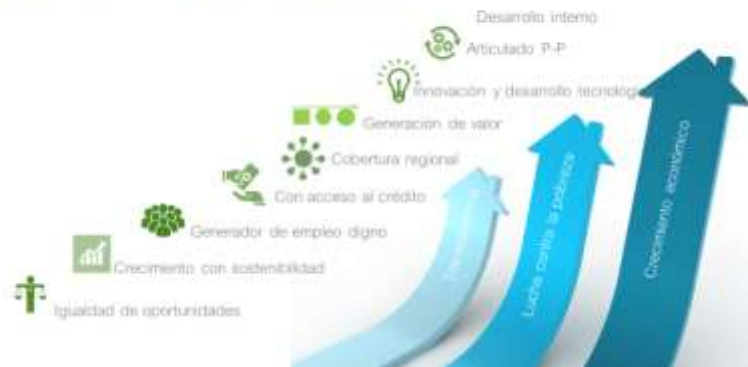 Desarrollo interno
Articulado P-P
Innovación y desarrollo tecnológi
Generación de valor
Cobertura regional
Con acceso al crédito
Generador de empleo digno
Crecimiento con sostenibilidad
Igualdad de oportunidades
Lucha contra la pobreza
Crecimiento económico